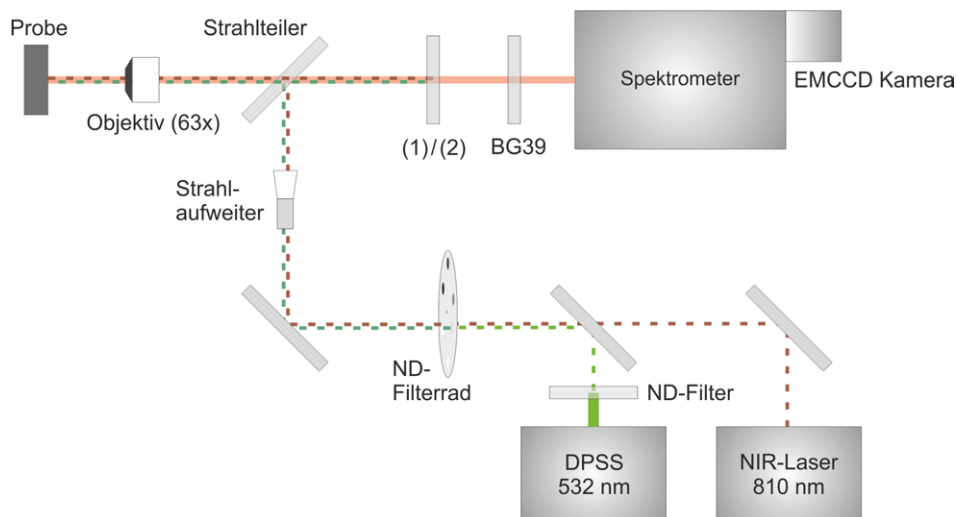 Probe
Strahlteiler
Spektrometer
EMCCD Kamera
Objektiv (63x)
(1)/(2)
BG39
Strahl-
aufweiter
ND-
Filterrad
ND-Filter
DPSS
532 nm
NIR-Laser
810 nm